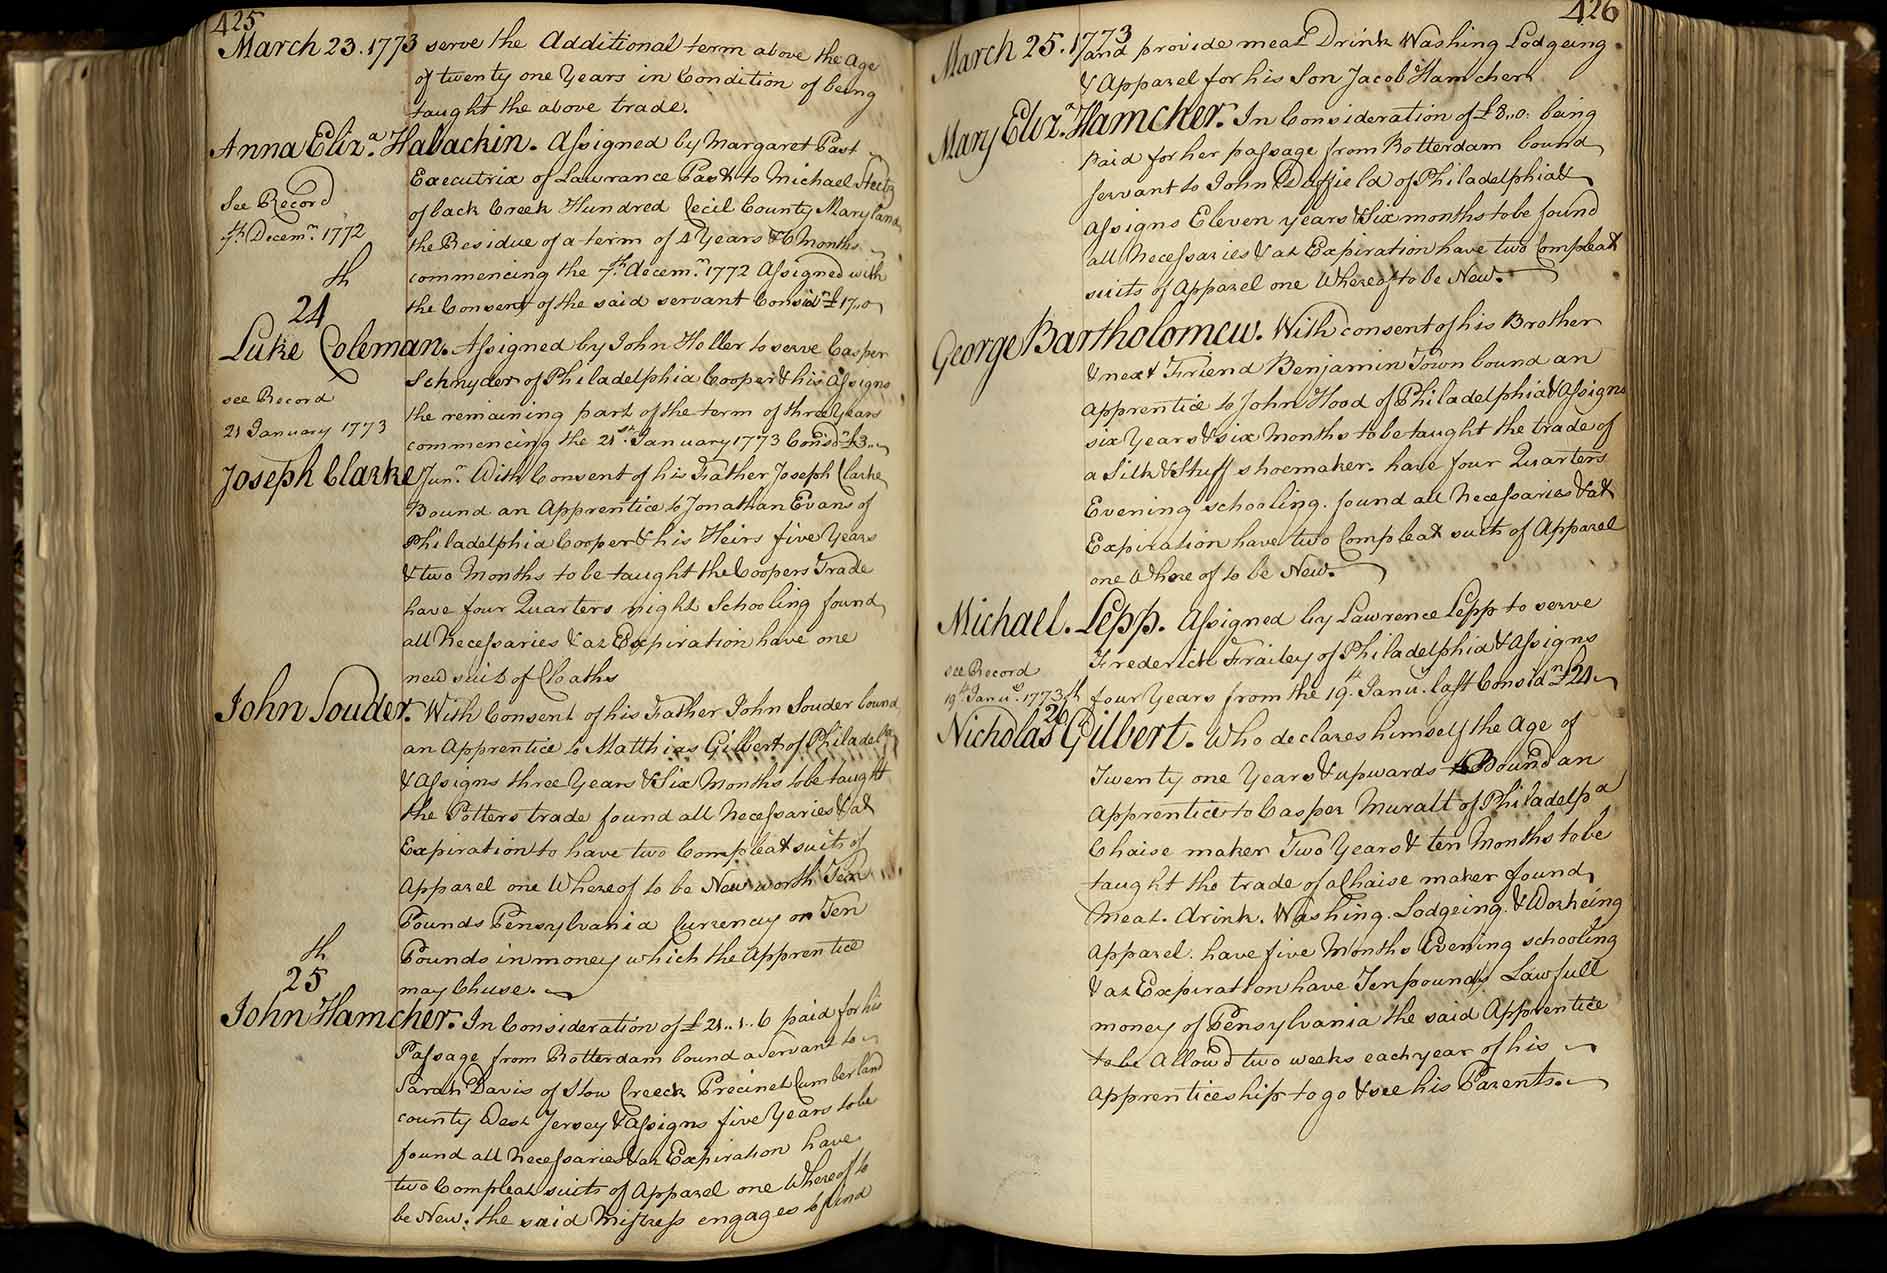 425
March 23. 1773 serve the Additional term above the Age
of twenty one Years in Condition of being
taught the above trade.
Anna Eliz.a Habackin. Assigned by Margaret Past
Executrix of Lawrance Past to Michael
See Record
of back Creek Hundred Cecil County Maryland
7th Decemr. 1772
the Residue of a term of 4 Years & 6 Months
commencing the 7th decemr. 1772 Assigned with
the Consent of the said servant Considn £17..0
th
24
Luke Coleman. Assigned by John Holler to serve Casper
Schnyder of Philadelphia Cooper & his Assigns
see Record
the remaining part of the term of three Years
21 January 1773
commencing the 21st. January 1773 Considn £3..
Joseph Clarke Junr. With Consent of his Father Joseph Clarke
Bound an Apprentice to Jonathan Evans of
Philadelphia Cooper & his Heirs five Years
& two Months to be taught the Coopers Trade
have four Quarters night Schooling found
all Necessaries & at Expiration have one
new suit of Cloaths
John Souder. With Consent of his Father John Souder bound
an Apprentice to Matthias Gilbert of Philadelpa
& Assigns three Years & Six Months to be taught
the Potters trade found all Necessaries & at
Expiration to have two Compleat suits of
Apparel one Whereof to be New worth Ten
Pounds Pensylvania Currency or Ten
Pounds in money which the Apprentice
may Chuse.
th
25
John Hamcher. In Consideration of £21..1..6 paid for his
Passage from Rotterdam bound a servant to
Sarah Davis of Stow Creeck Precinct Cumberland
county West Jersey & Assigns five Years to be
found all Necessaries & at Expiration have
two Compleat suits of Apparel one Whereof to
be New. the said Mistress engages to find
426
March 25. 1773
and provide meat Drink Washing Lodgeing
& Apparel for his Son Jacob Hamcher
Mary Eliz.a Hamcher. In Consideration of £8..0. being
paid for her passage from Rotterdam bound
servant to John Duffield of Philadelphia &
Assigns Eleven years & Six months to be found
all Necessaries & at Expiration have two Compleat
suits of Apparel one Whereof to be New.
George Bartholomew. With consent of his Brother
& next Friend Benjamin Town bound an
apprentice to John Hood of Philadelphia & Assigns
six Years & six Months to be taught the trade of
a Silk & Stuff shoemaker. have four Quarters
Evening schooling. found all Necessaries & at
Expiration have two Compleat suits of Apparel
one Whereof to be New.
Michael. Lepp. Assigned by Lawrence Lepp to serve
Frederick Frailey of Philadelphia & Assigns
see Record
19th Janu.y 1773
four Years from the 19th. Janu. last Considn £24
th
26
Nicholas Gilbert. Who declares himself the Age of
Twenty one Years & upwards Bound an
Apprentice to Casper Muratt of Philadelpa
Chaise maker Two Years & ten Months to be
taught the trade of a Chaise maker found
Meat. drink. Washing. Lodgeing. & Workeing
apparel. have five Months Evening schooling
& at Expiration have Ten pounds Lawfull
money of Pensylvania the said Apprentice
to be Allow'd two weeks each year of his
apprenticeship to go & see his Parents.